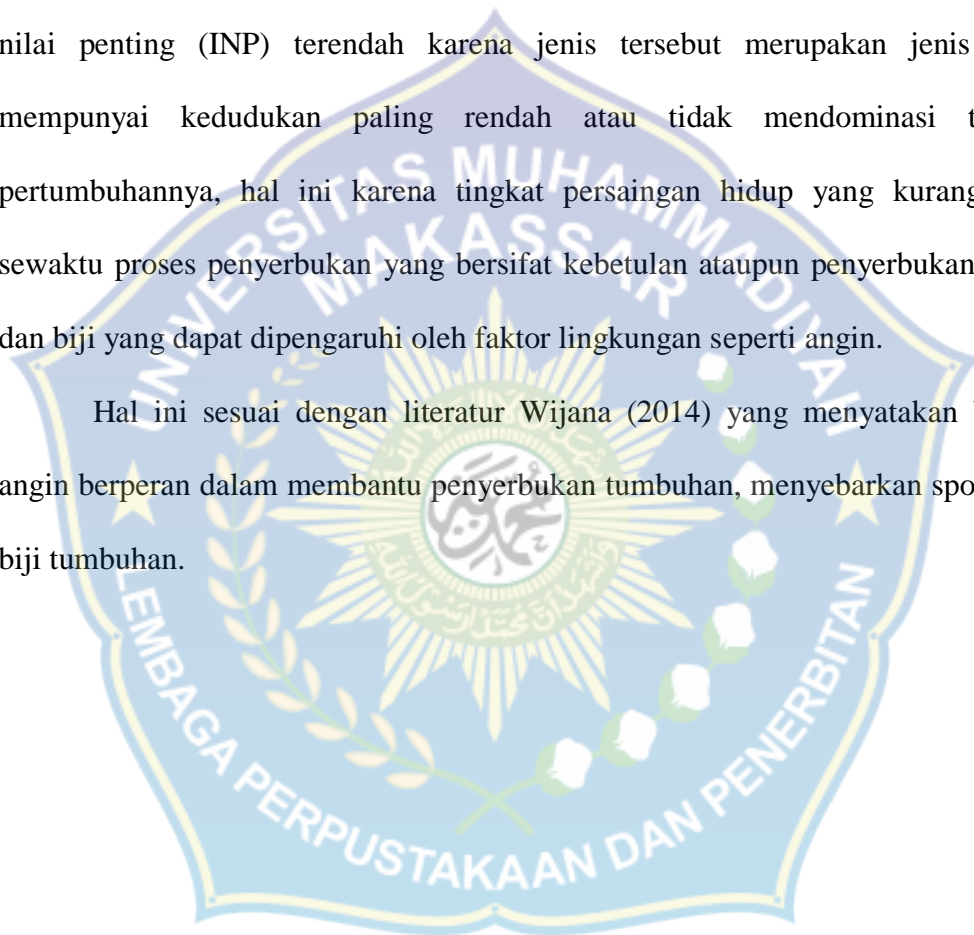 nilai penting (INP) terendah karena jenis tersebut merupakan jenis
mempunyai kedudukan paling rendah atau tidak mendominasi t
pertumbuhannya, hal ini karena tingkat persaingan hidup yang kurang
sewaktu proses penyerbukan yang bersifat kebetulan ataupun penyerbukan
dan biji yang dapat dipengaruhi oleh faktor lingkungan seperti angin.
Hal ini sesuai dengan literatur Wijana (2014) yang menyatakan
angin berperan dalam membantu penyerbukan tumbuhan, menyebarkan spo
biji tumbuhan.
UNIVERSITAS MUHAMMADIYAH
MAKASSAR
LEMBAGA PERPUSTAKAAN DAN PENERBITAN